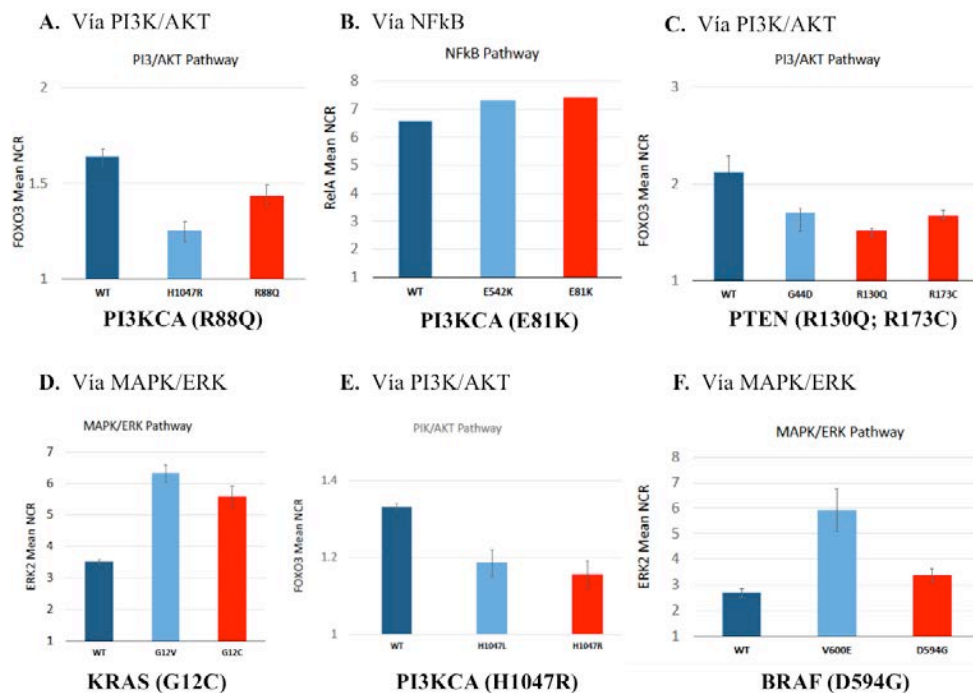 A. Vía PI3K/AKT
PI3/AKT Pathway
FOXO3 Mean NCR
2
1.5
1
WT
H1047R
R88Q
PI3KCA (R88Q)
B. Vía NFkB
NFkB Pathway
RelA Mean NCR
8
7
6
5
4
3
2
1
WT
E542K
E81K
PI3KCA (E81K)
C. Vía PI3K/AKT
PI3/AKT Pathway
FOXO3 Mean NCR
3
2
1
WT
G44D
R130Q
R173C
PTEN (R130Q; R173C)
D. Vía MAPK/ERK
MAPK/ERK Pathway
ERK2 Mean NCR
7
6
5
4
3
2
1
WT
G12V
G12C
KRAS (G12C)
E. Vía PI3K/AKT
PIK/AKT Pathway
FOXO3 Mean NCR
1.4
1.2
1
WT
H1047L
H1047R
PI3KCA (H1047R)
F. Vía MAPK/ERK
MAPK/ERK Pathway
ERK2 Mean NCR
8
7
6
5
4
3
2
1
WT
V600E
D594G
BRAF (D594G)